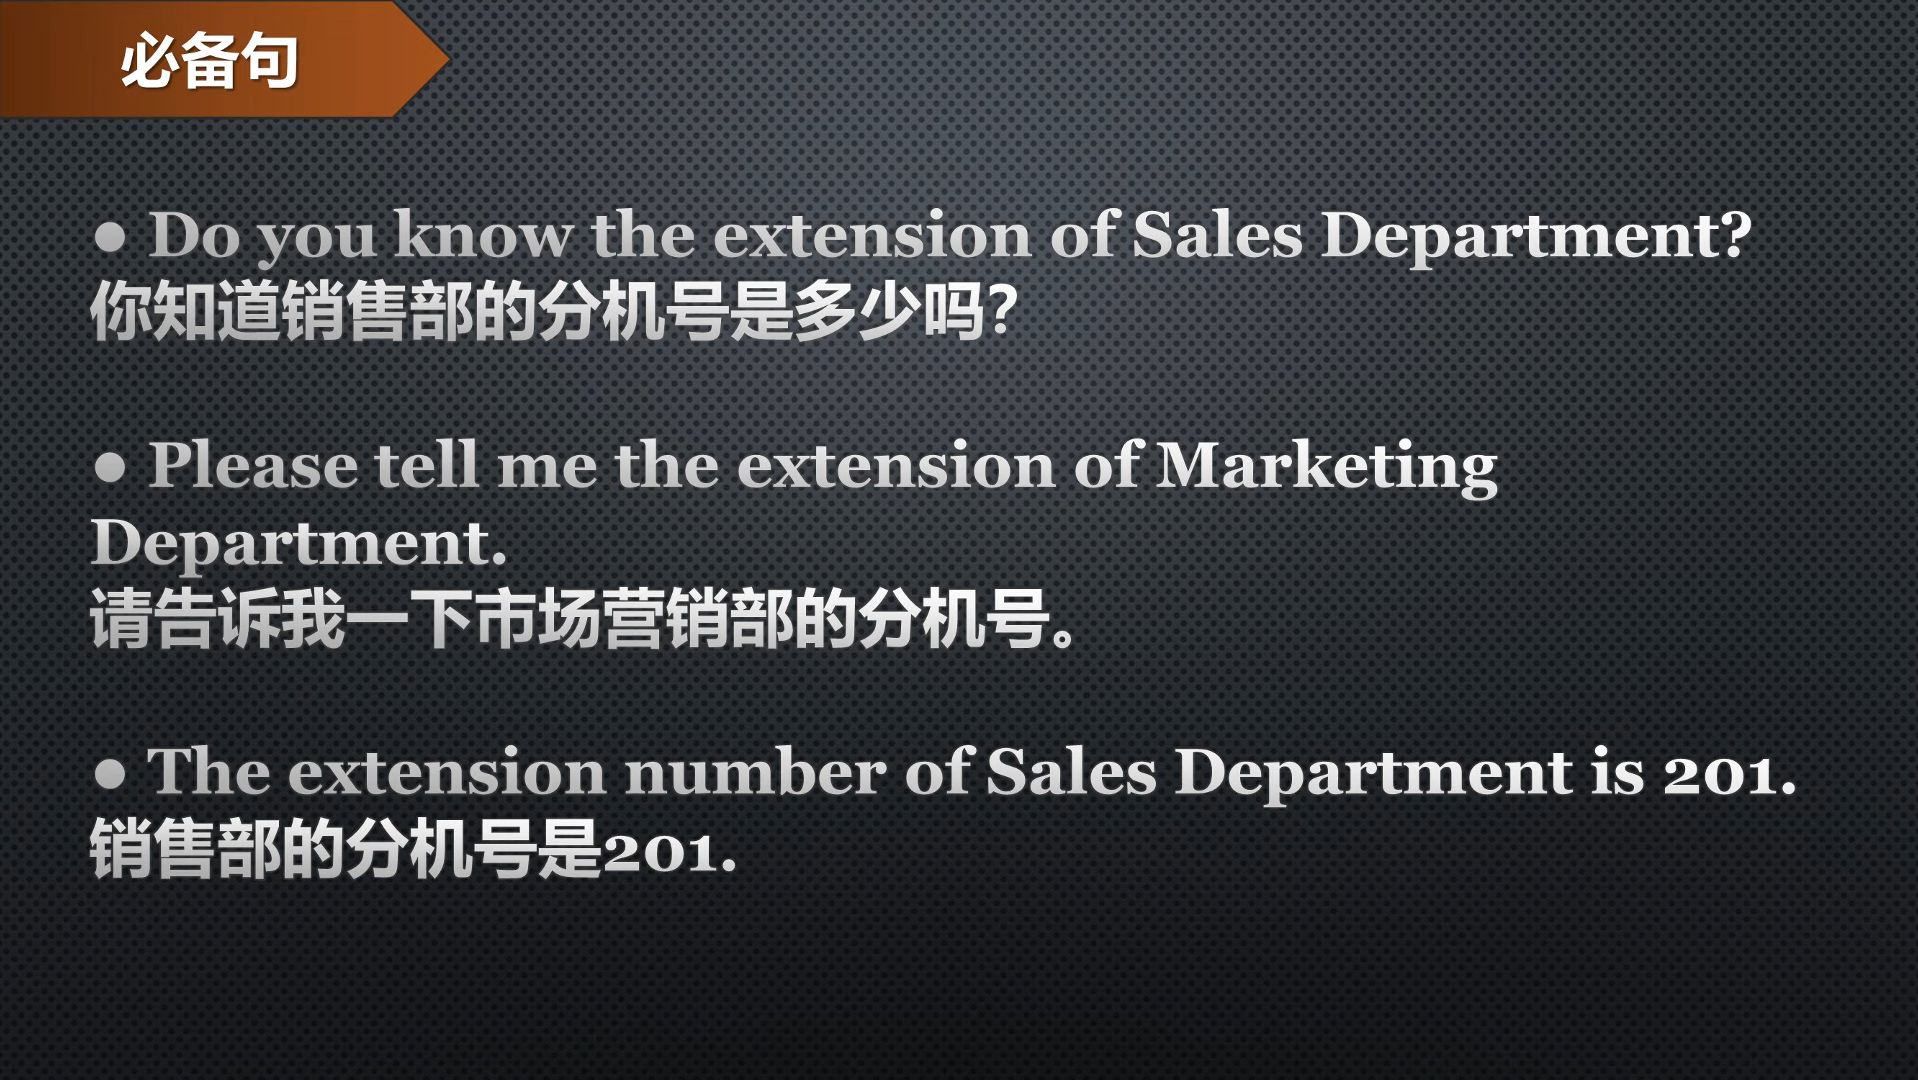 必备句
● Do you know the extension of Sales Department?
你知道销售部的分机号是多少吗?
● Please tell me the extension of Marketing
Department.
请告诉我一下市场营销部的分机号。
● The extension number of Sales Department is 201.
销售部的分机号是201.